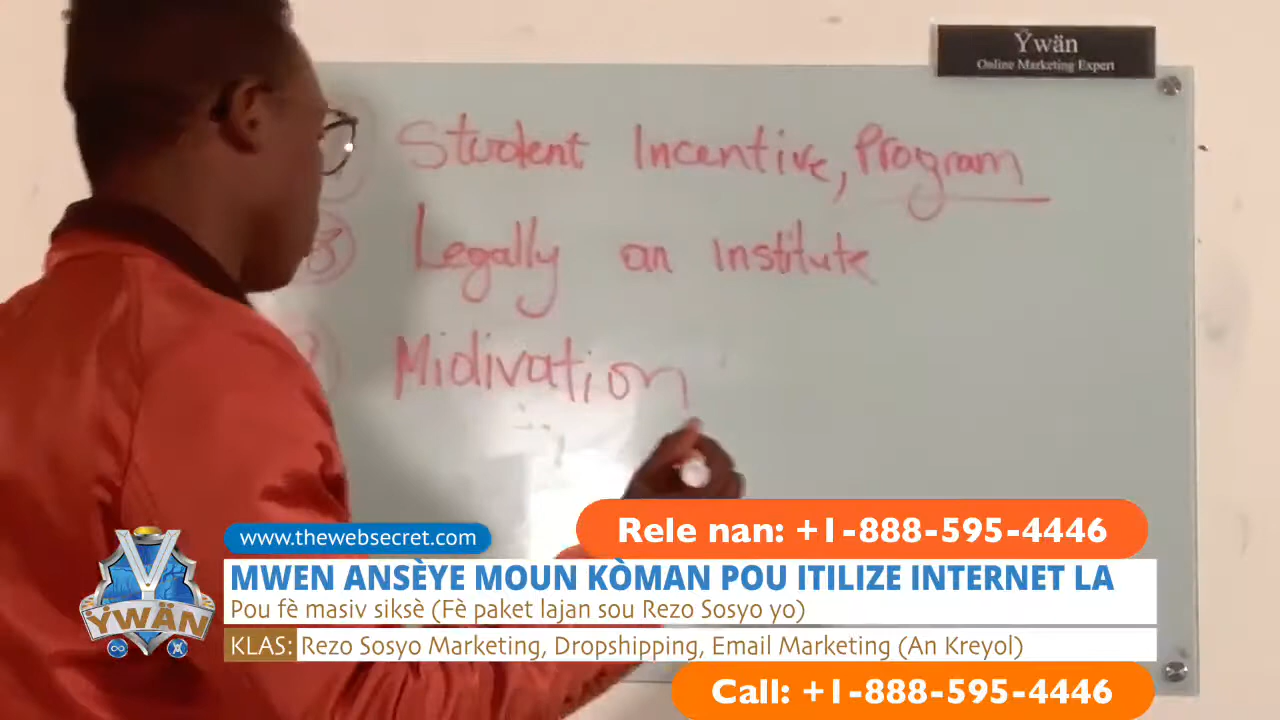 Ÿwän
Online Marketing Expert
Student Incentive, Program
3 Legally an institute
Midivation
www.thewebsecret.com
Rele nan: +1-888-595-4446
MWEN ANSÈYE MOUN KÒMAN POU ITILIZE INTERNET LA
Pou fè masiv siksè (Fè paket lajan sou Rezo Sosyo yo)
KLAS: Rezo Sosyo Marketing, Dropshipping, Email Marketing (An Kreyol)
Call: +1-888-595-4446
Y
ŸWÄN